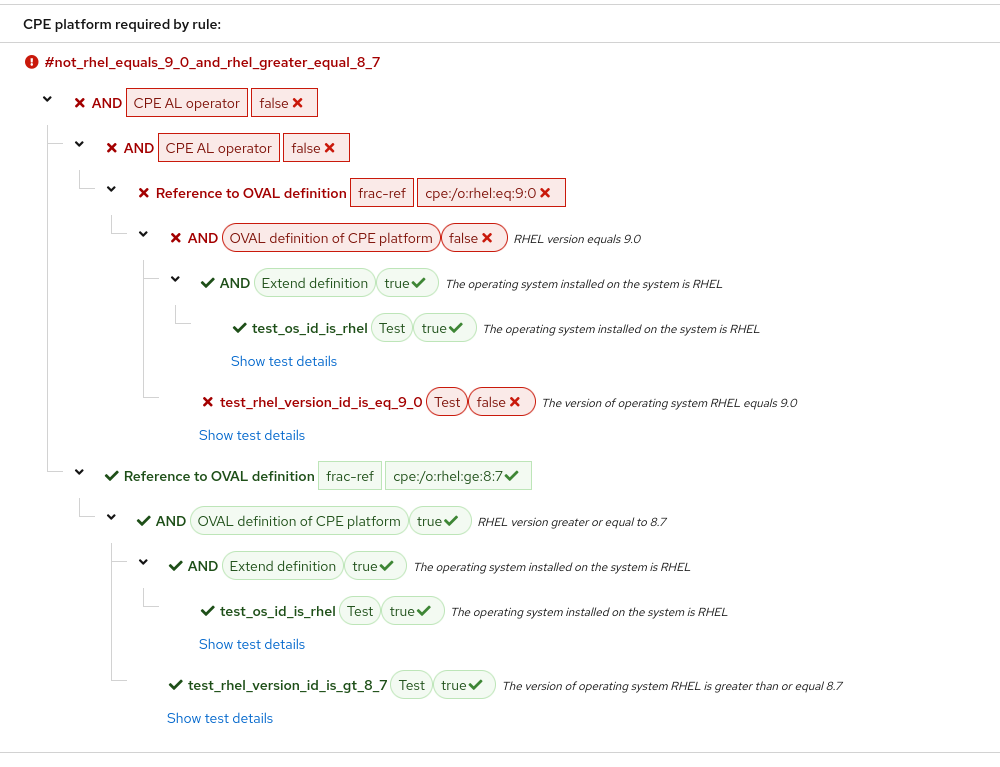 CPE platform required by rule:
#not_rhel_equals_9_0_and_rhel_greater_equal_8_7
AND CPE AL operator false
AND CPE AL operator false
Reference to OVAL definition frac-ref cpe:/o:rhel:eq:9:0
AND OVAL definition of CPE platform false RHEL version equals 9.0
AND Extend definition true The operating system installed on the system is RHEL
test_os_id_is_rhel Test true The operating system installed on the system is RHEL
Show test details
test_rhel_version_id_is_eq_9_0 Test false The version of operating system RHEL equals 9.0
Show test details
Reference to OVAL definition frac-ref cpe:/o:rhel:ge:8:7
AND OVAL definition of CPE platform true RHEL version greater or equal to 8.7
AND Extend definition true The operating system installed on the system is RHEL
test_os_id_is_rhel Test true The operating system installed on the system is RHEL
Show test details
test_rhel_version_id_is_gt_8_7 Test true The version of operating system RHEL is greater than or equal 8.7
Show test details